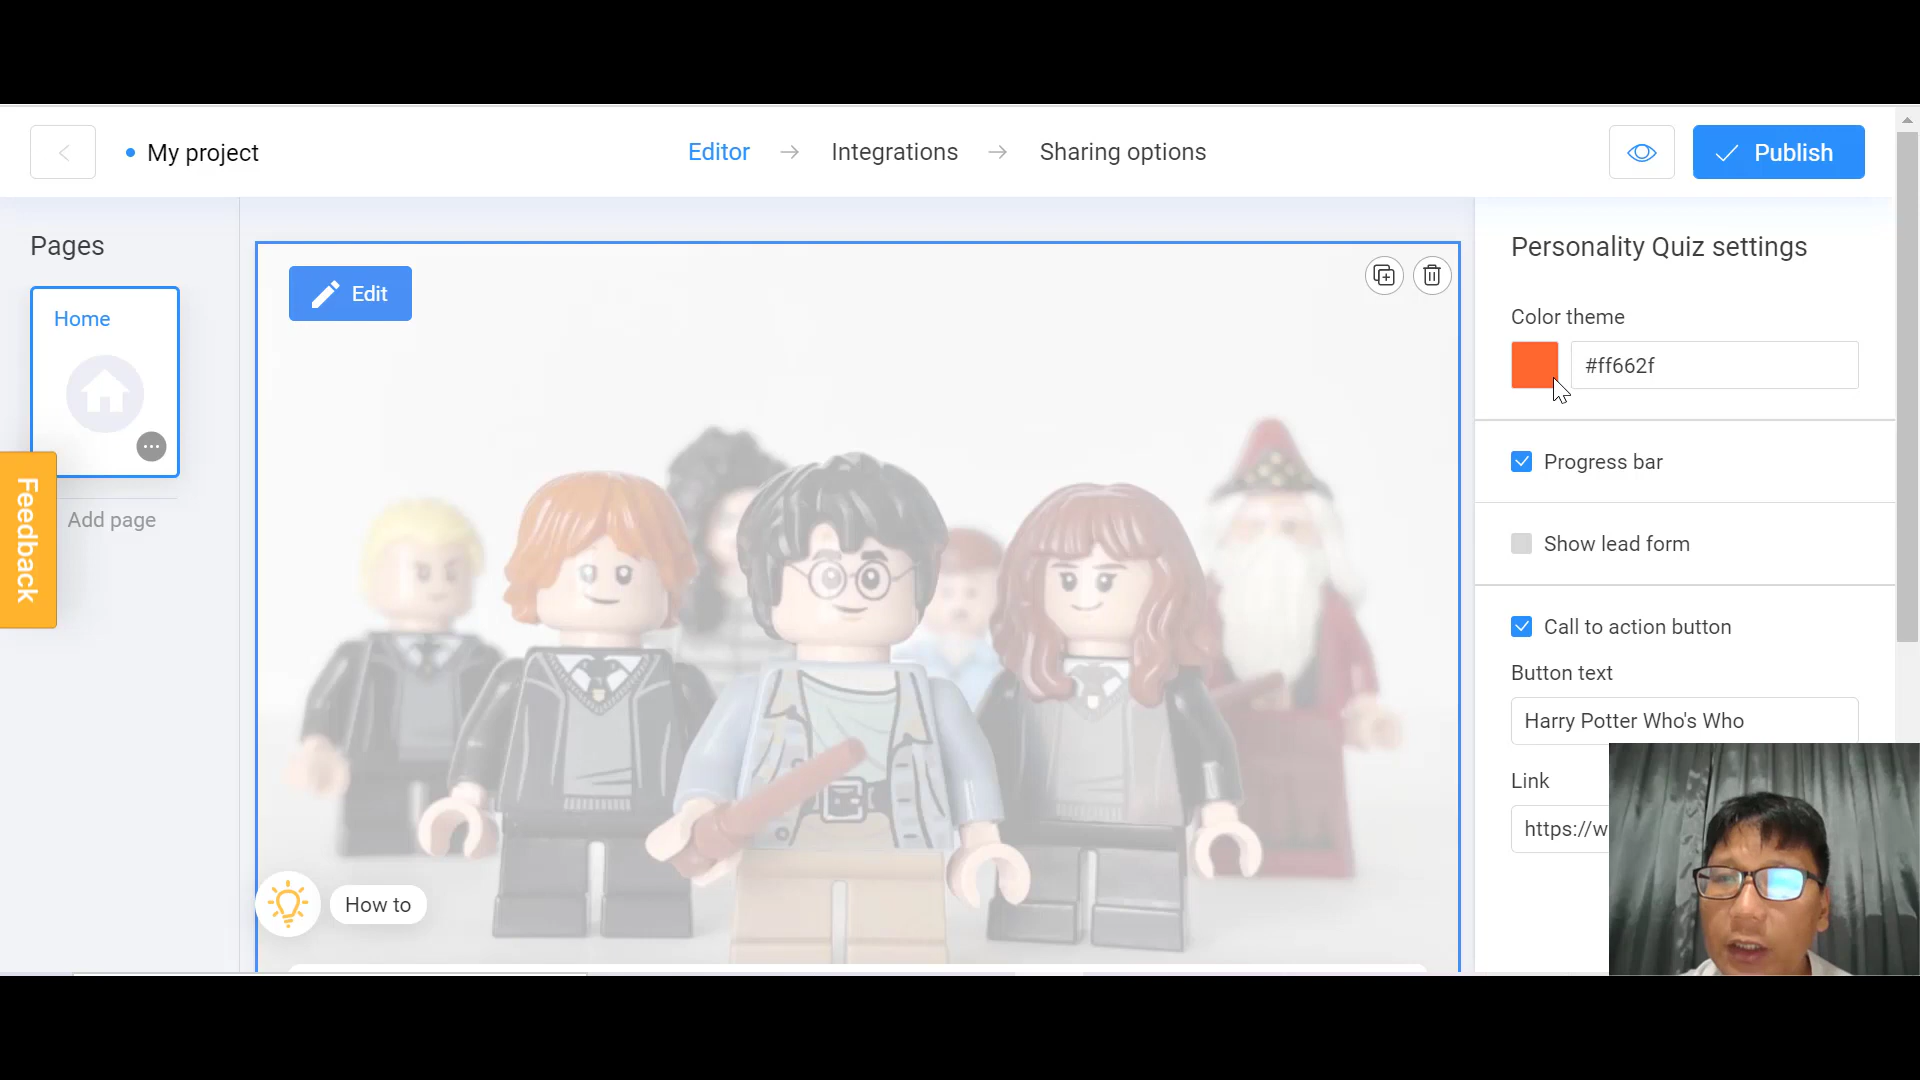 My project
Editor
Integrations
Sharing options
Publish
Pages
Home
Add page
Feedback
Edit
How to
Personality Quiz settings
Color theme
#ff662f
Progress bar
Show lead form
Call to action button
Button text
Harry Potter Who's Who
Link
https://w